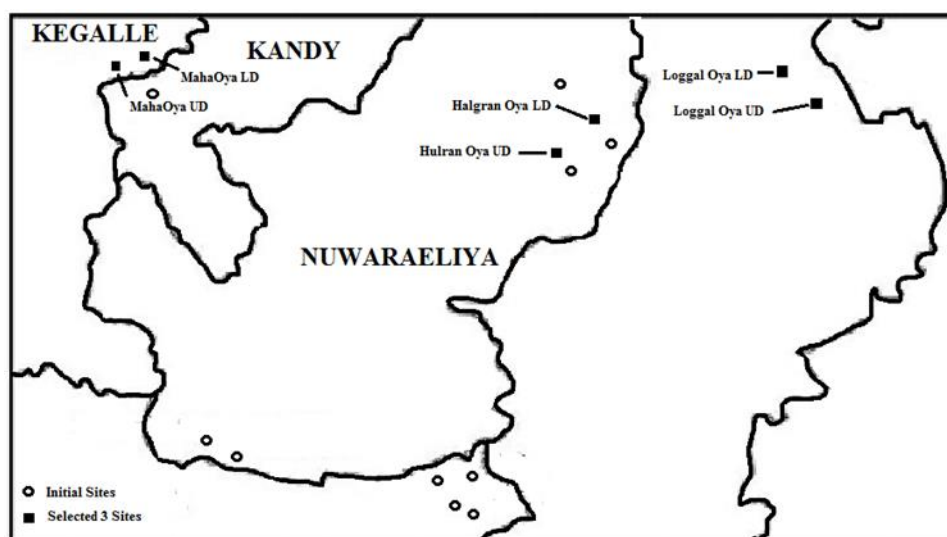 KEGALLE
KANDY
MahaOya LD
MahaOya UD
Loggal Oya LD
Halgran Oya LD
Loggal Oya UD
Hulran Oya UD
NUWARAELIYA
Initial Sites
Selected 3 Sites